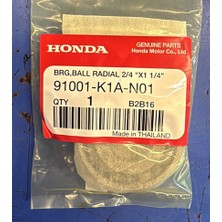 HONDA
GENUINE PARTS
Honda Motor Co., Ltd.
BRG,BALL RADIAL 2/4 "X1 1/4"
91001-K1A-N01
QTY 1 B2B16
Made in THAILAND